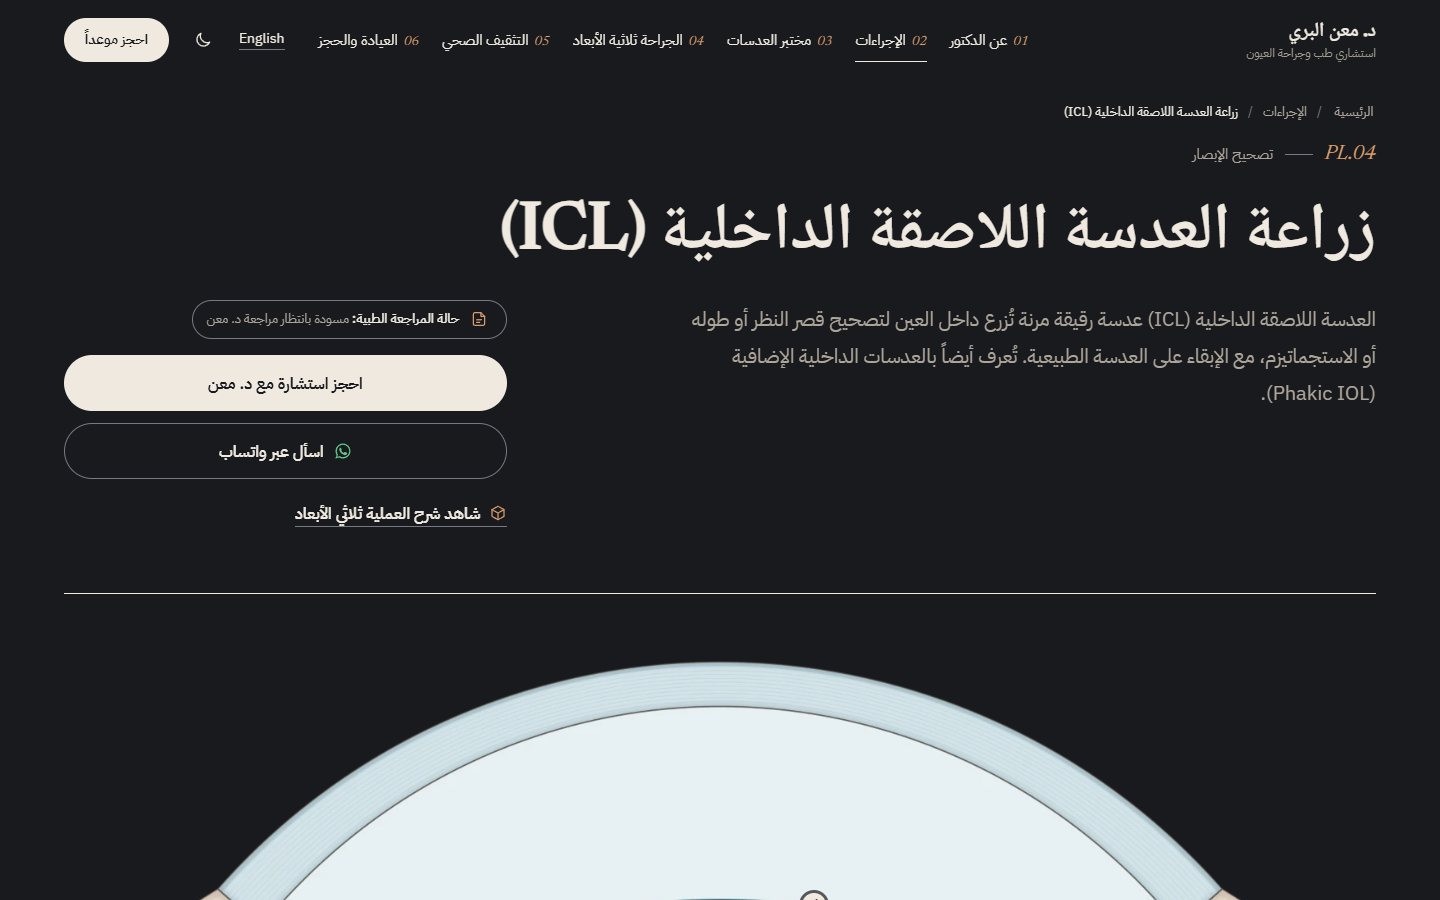 د. معن البري
استشاري طب وجراحة العيون
01 عن الدكتور
02 الإجراءات
03 مختبر العدسات
04 الجراحة ثلاثية الأبعاد
05 التثقيف الصحي
06 العيادة والحجز
English
احجز موعداً
الرئيسية / الإجراءات / زراعة العدسة اللاصقة الداخلية (ICL)
PL.04 — تصحيح الإبصار
زراعة العدسة اللاصقة الداخلية (ICL)
العدسة اللاصقة الداخلية (ICL) عدسة رقيقة مرنة تُزرع داخل العين لتصحيح قصر النظر أو طوله
أو الاستجماتيزم، مع الإبقاء على العدسة الطبيعية. تُعرف أيضاً بالعدسات الداخلية الإضافية
(Phakic IOL).
حالة المراجعة الطبية: مسودة بانتظار مراجعة د. معن
احجز استشارة مع د. معن
اسأل عبر واتساب
شاهد شرح العملية ثلاثي الأبعاد